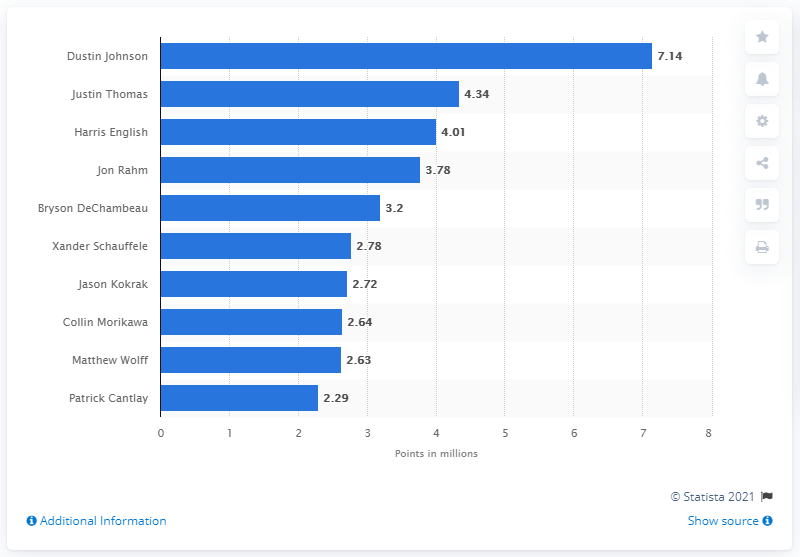 Dustin Johnson 7.14
Justin Thomas 4.34
Harris English 4.01
Jon Rahm 3.78
Bryson DeChambeau 3.2
Xander Schauffele 2.78
Jason Kokrak 2.72
Collin Morikawa 2.64
Matthew Wolff 2.63
Patrick Cantlay 2.29
0 1 2 3 4 5 6 7 8
Points in millions
© Statista 2021
Additional Information Show source